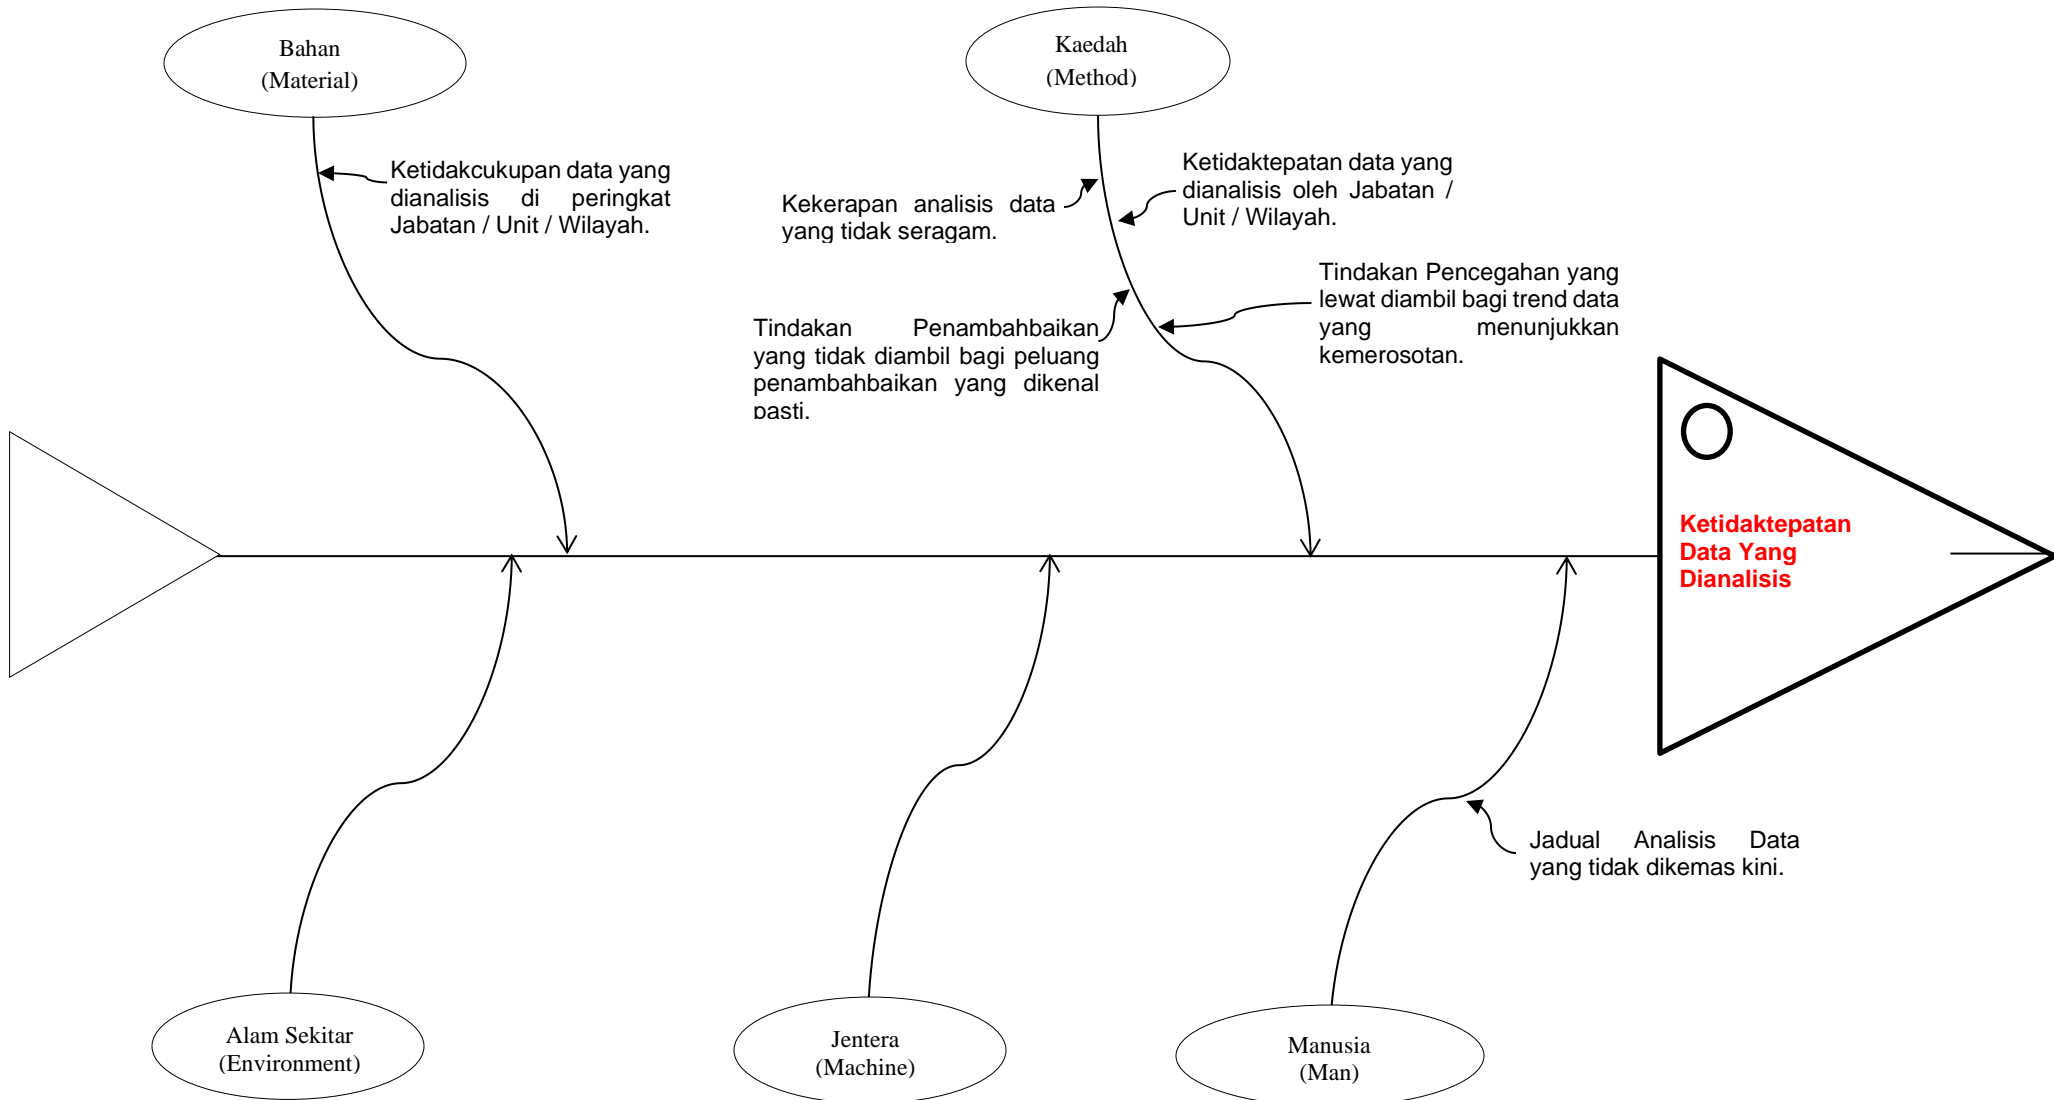 Bahan
(Material)
Kaedah
(Method)
Ketidakcukupan data yang
dianalisis di peringkat
Jabatan / Unit / Wilayah.
Kekerapan analisis data
yang tidak seragam.
Ketidaktepatan data yang
dianalisis oleh Jabatan /
Unit / Wilayah.
Tindakan Penambahbaikan
yang tidak diambil bagi peluang
penambahbaikan yang dikenal
pasti.
Tindakan Pencegahan yang
lewat diambil bagi trend data
yang menunjukkan
kemerosotan.
Ketidaktepatan
Data Yang
Dianalisis
Jadual Analisis Data
yang tidak dikemas kini.
Alam Sekitar
(Environment)
Jentera
(Machine)
Manusia
(Man)